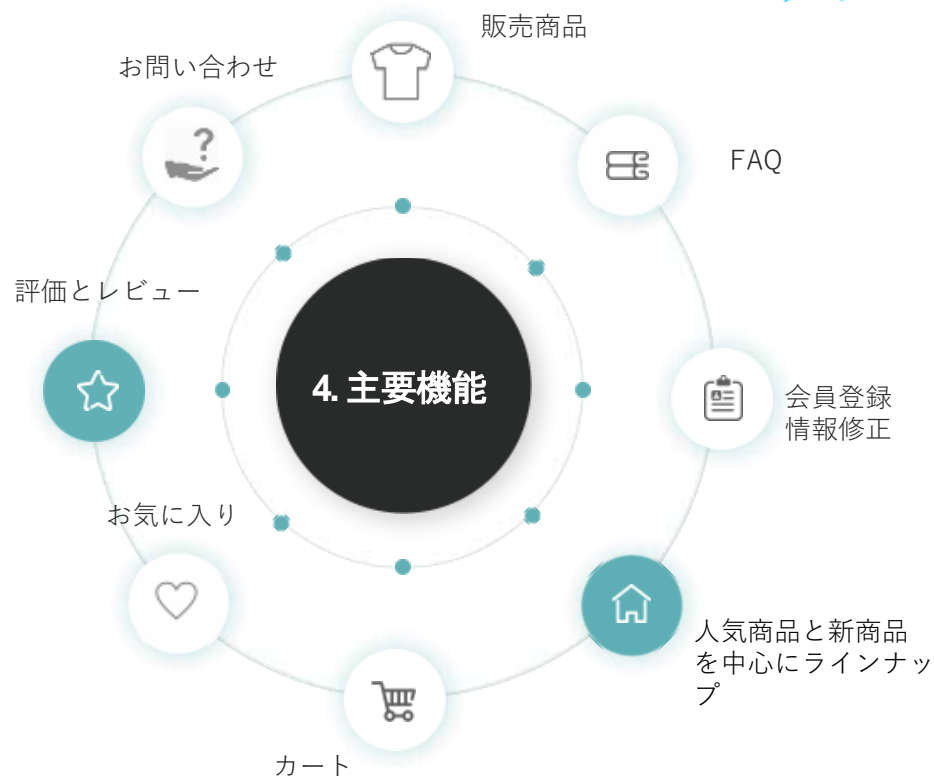 販売商品
お問い合わせ
?
FAQ
評価とレビュー
4. 主要機能
会員登録
情報修正
お気に入り
人気商品と新商品
を中心にラインナッ
プ
カート